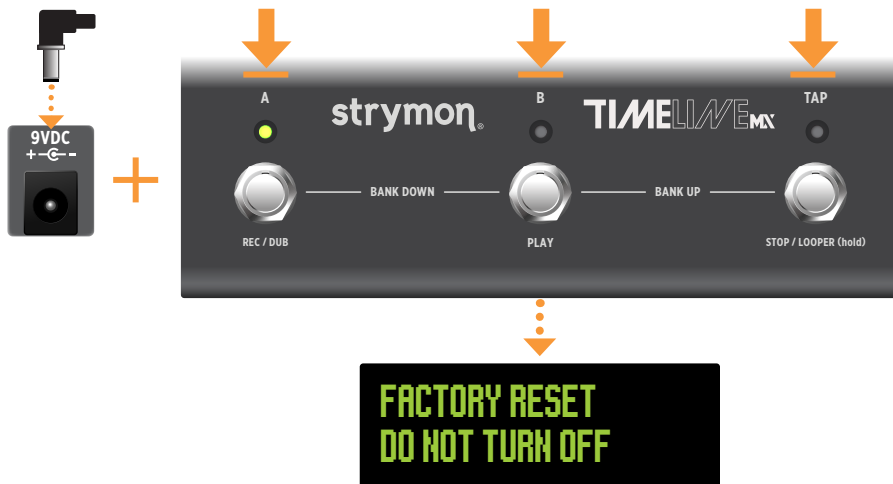 9VDC
+ -
A
B
TAP
strymon®
TIMELINE MX
BANK DOWN
BANK UP
REC / DUB
PLAY
STOP / LOOPER (hold)
FACTORY RESET
DO NOT TURN OFF